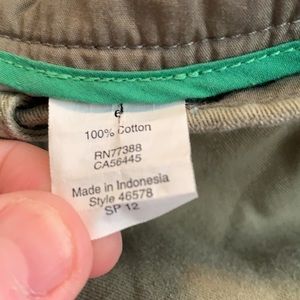 100% Cotton
RN77388
CA56445
Made in Indonesia
Style 46578
SP 12